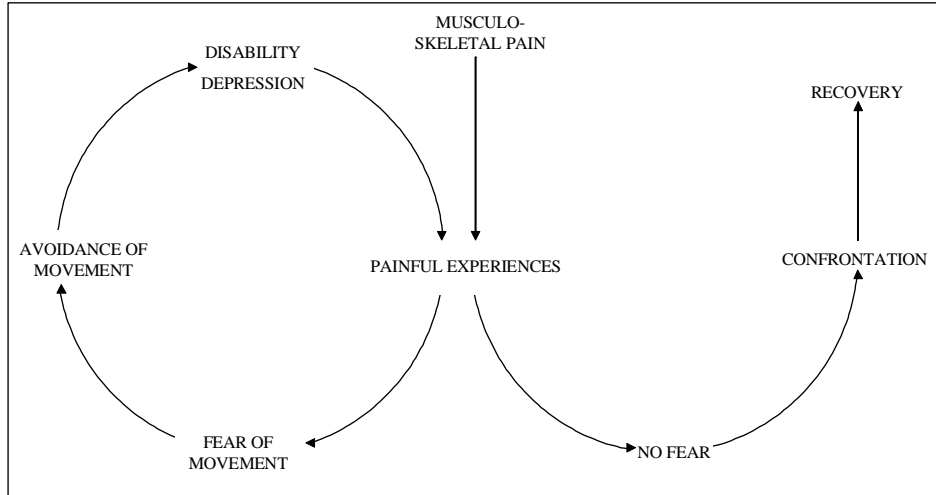 MUSCULO-
SKELETAL PAIN
DISABILITY
DEPRESSION
RECOVERY
AVOIDANCE OF
MOVEMENT
PAINFUL EXPERIENCES
CONFRONTATION
FEAR OF
MOVEMENT
NO FEAR